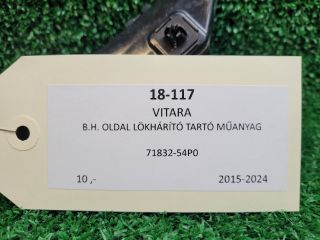 18-117
VITARA
B.H. OLDAL LÖKHÁRÍTÓ TARTÓ MŰANYAG
71832-54P0
10 ,- 2015-2024